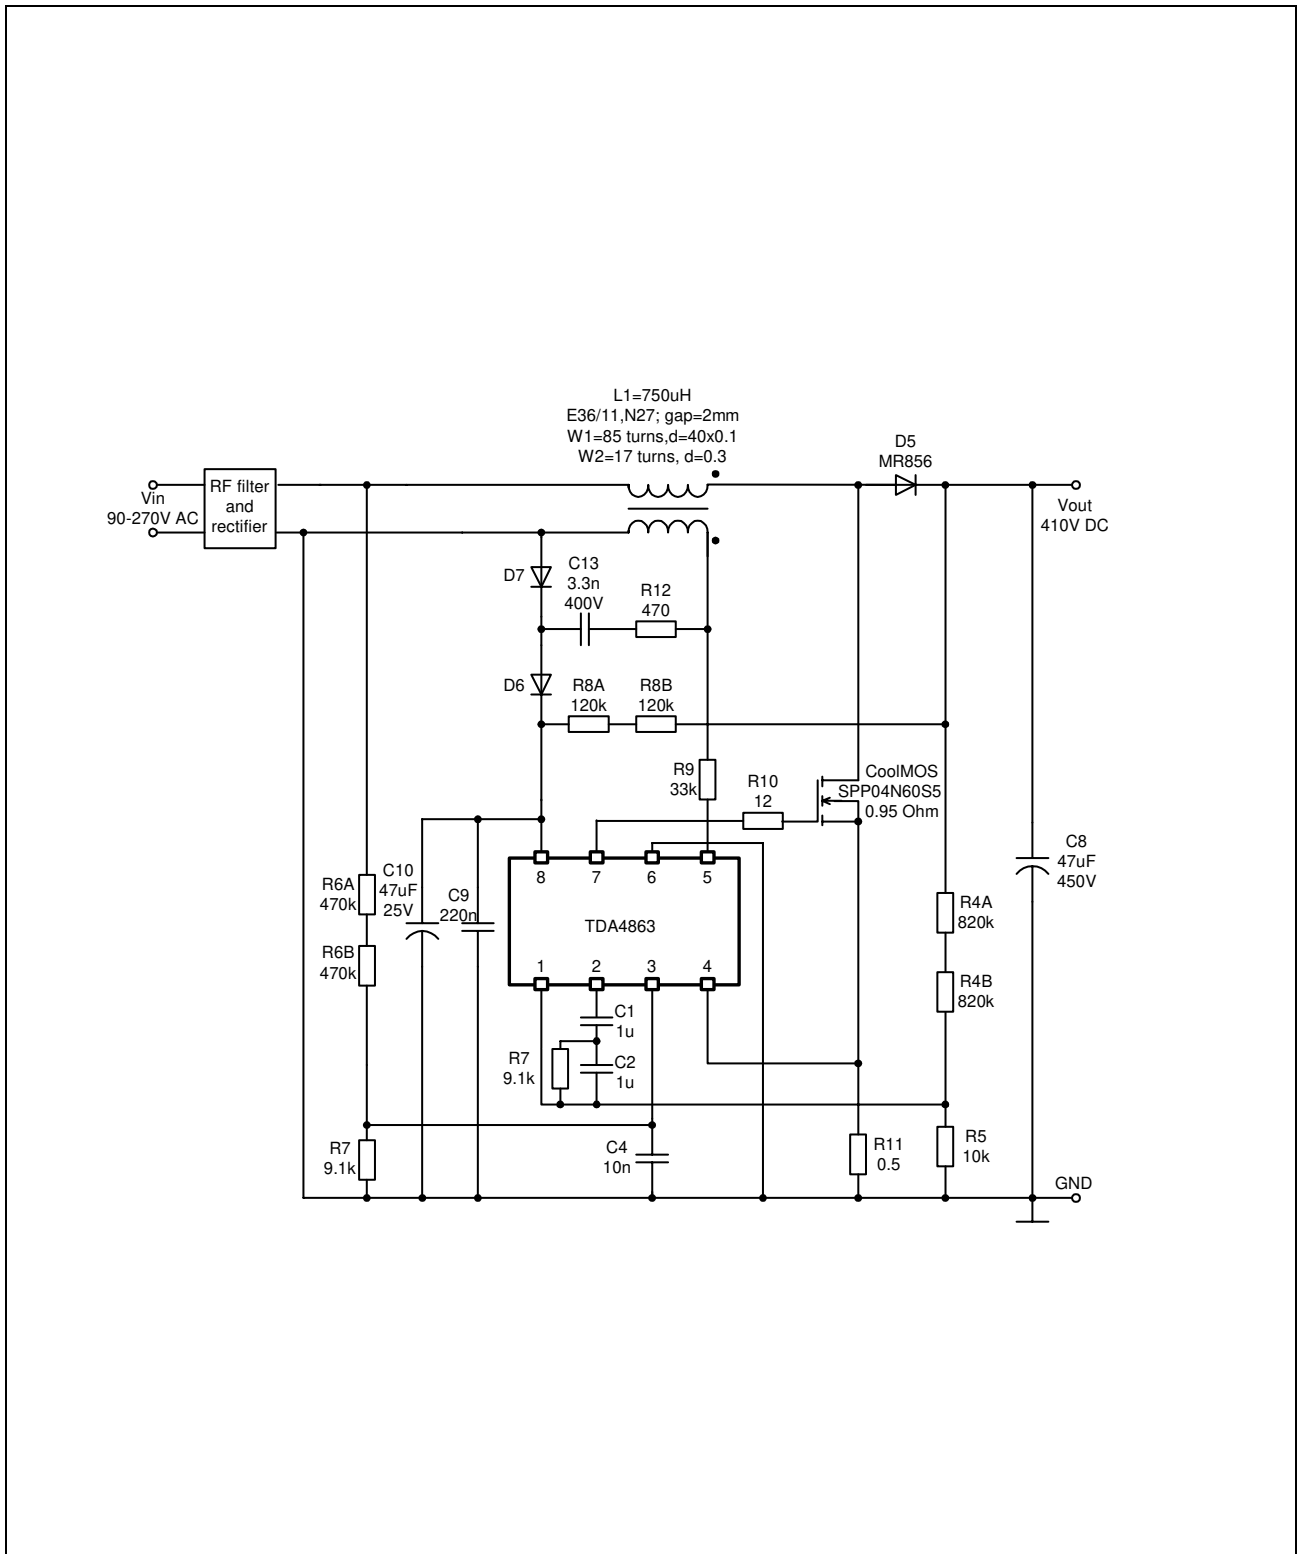 L1=750uH
E36/11,N27; gap=2mm
W1=85 turns,d=40x0.1
W2=17 turns, d=0.3
D5
MR856
RF filter
and
rectifier
Vin
90-270V AC
Vout
410V DC
D7
C13
3.3n
400V
R12
470
D6
R8A
120k
R8B
120k
R9
33k
R10
12
CoolMOS
SPP04N60S5
0.95 Ohm
C8
47uF
450V
R6A
470k
C10
47uF
25V
C9
220n
8
7
6
5
TDA4863
1
2
3
4
R4A
820k
R6B
470k
R4B
820k
C1
1u
R7
9.1k
C2
1u
R7
9.1k
C4
10n
R11
0.5
R5
10k
GND